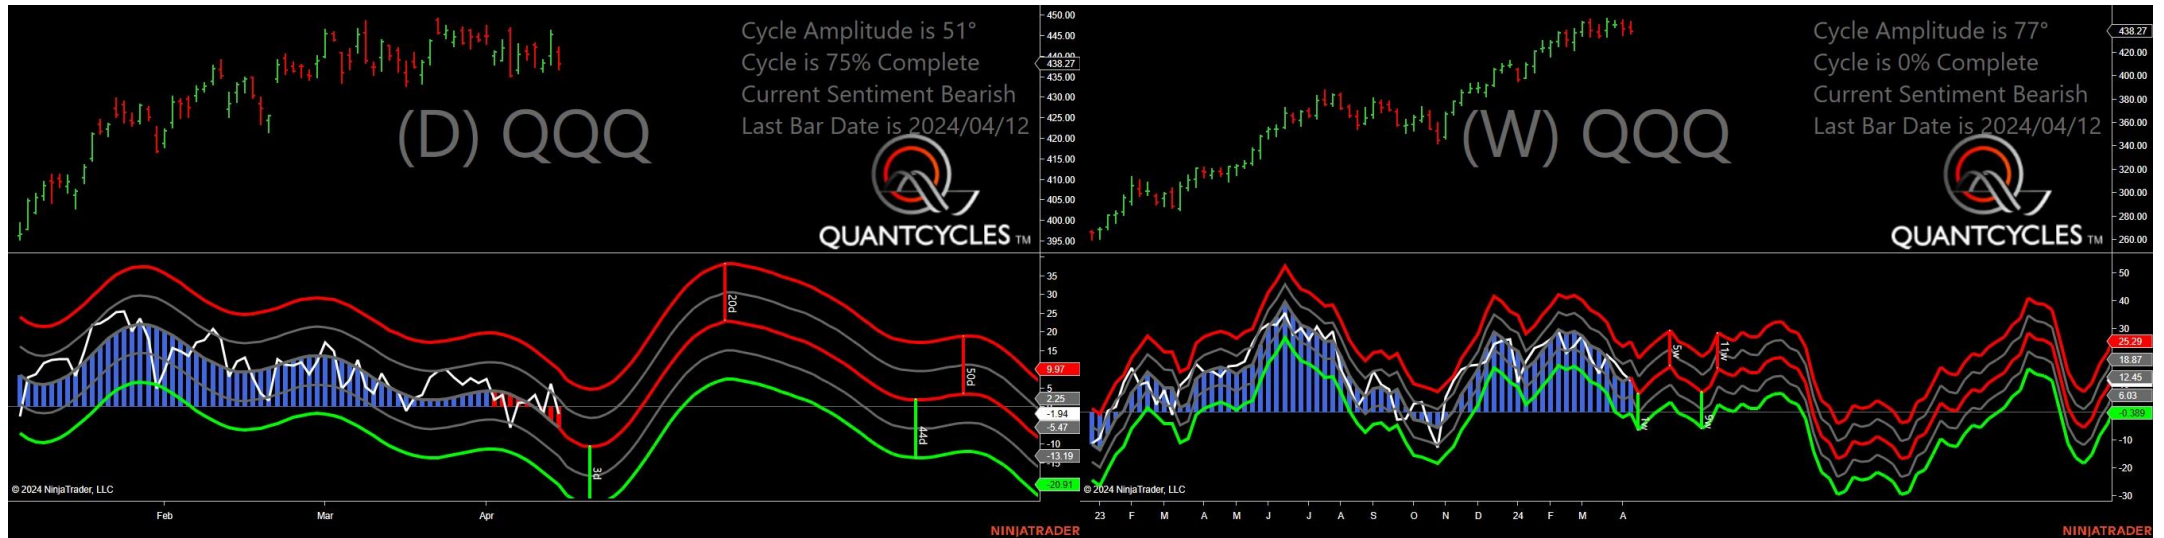 Cycle Amplitude is 51°
Cycle is 75% Complete
Current Sentiment Bearish
Last Bar Date is 2024/04/12
(D) QQQ
QUANTCYCLES TM
450.00
445.00
440.00
438.27
435.00
430.00
425.00
420.00
415.00
410.00
405.00
400.00
395.00
35
30
25
20
15
9.97
5
2.25
-1.94
-5.47
-10
-13.19
-15
-20.91
20d
50d
44d
3d
© 2024 NinjaTrader, LLC
Feb Mar Apr
NINJATRADER
Cycle Amplitude is 77°
Cycle is 0% Complete
Current Sentiment Bearish
Last Bar Date is 2024/04/12
(W) QQQ
QUANTCYCLES TM
438.27
420.00
400.00
380.00
360.00
340.00
320.00
300.00
280.00
260.00
50
40
30
25.29
18.87
12.45
6.03
-0.389
-10
-20
-30
5w
11w
9w
© 2024 NinjaTrader, LLC
23 F M A M J J A S O N D 24 F M A
NINJATRADER